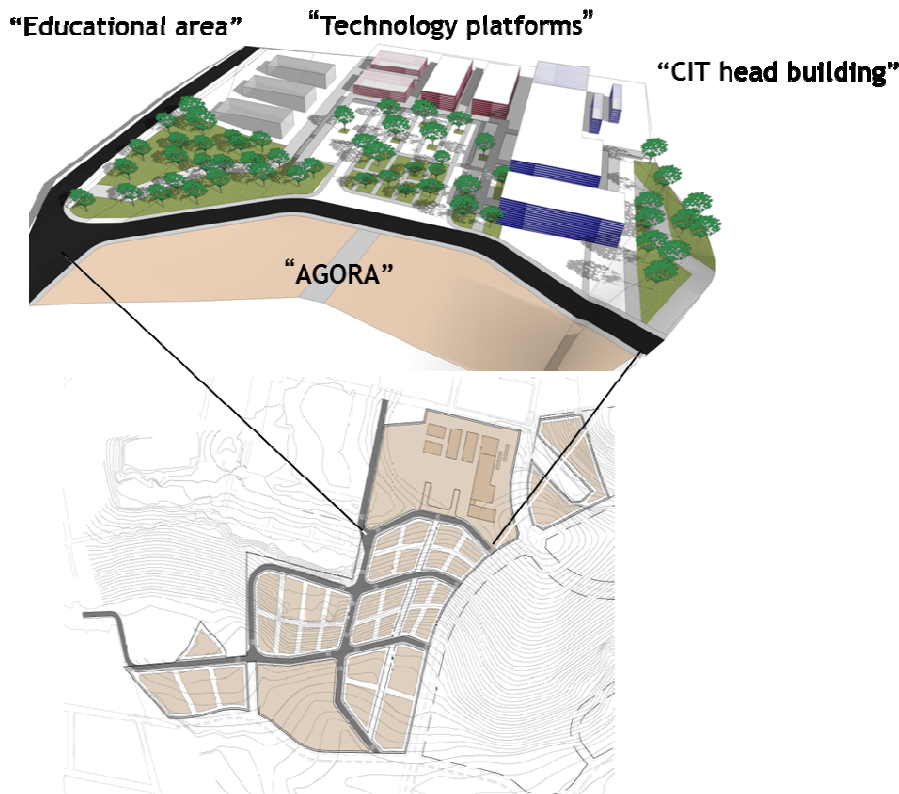 “Educational area”
“Technology platforms”
“CIT head building”
“AGORA”